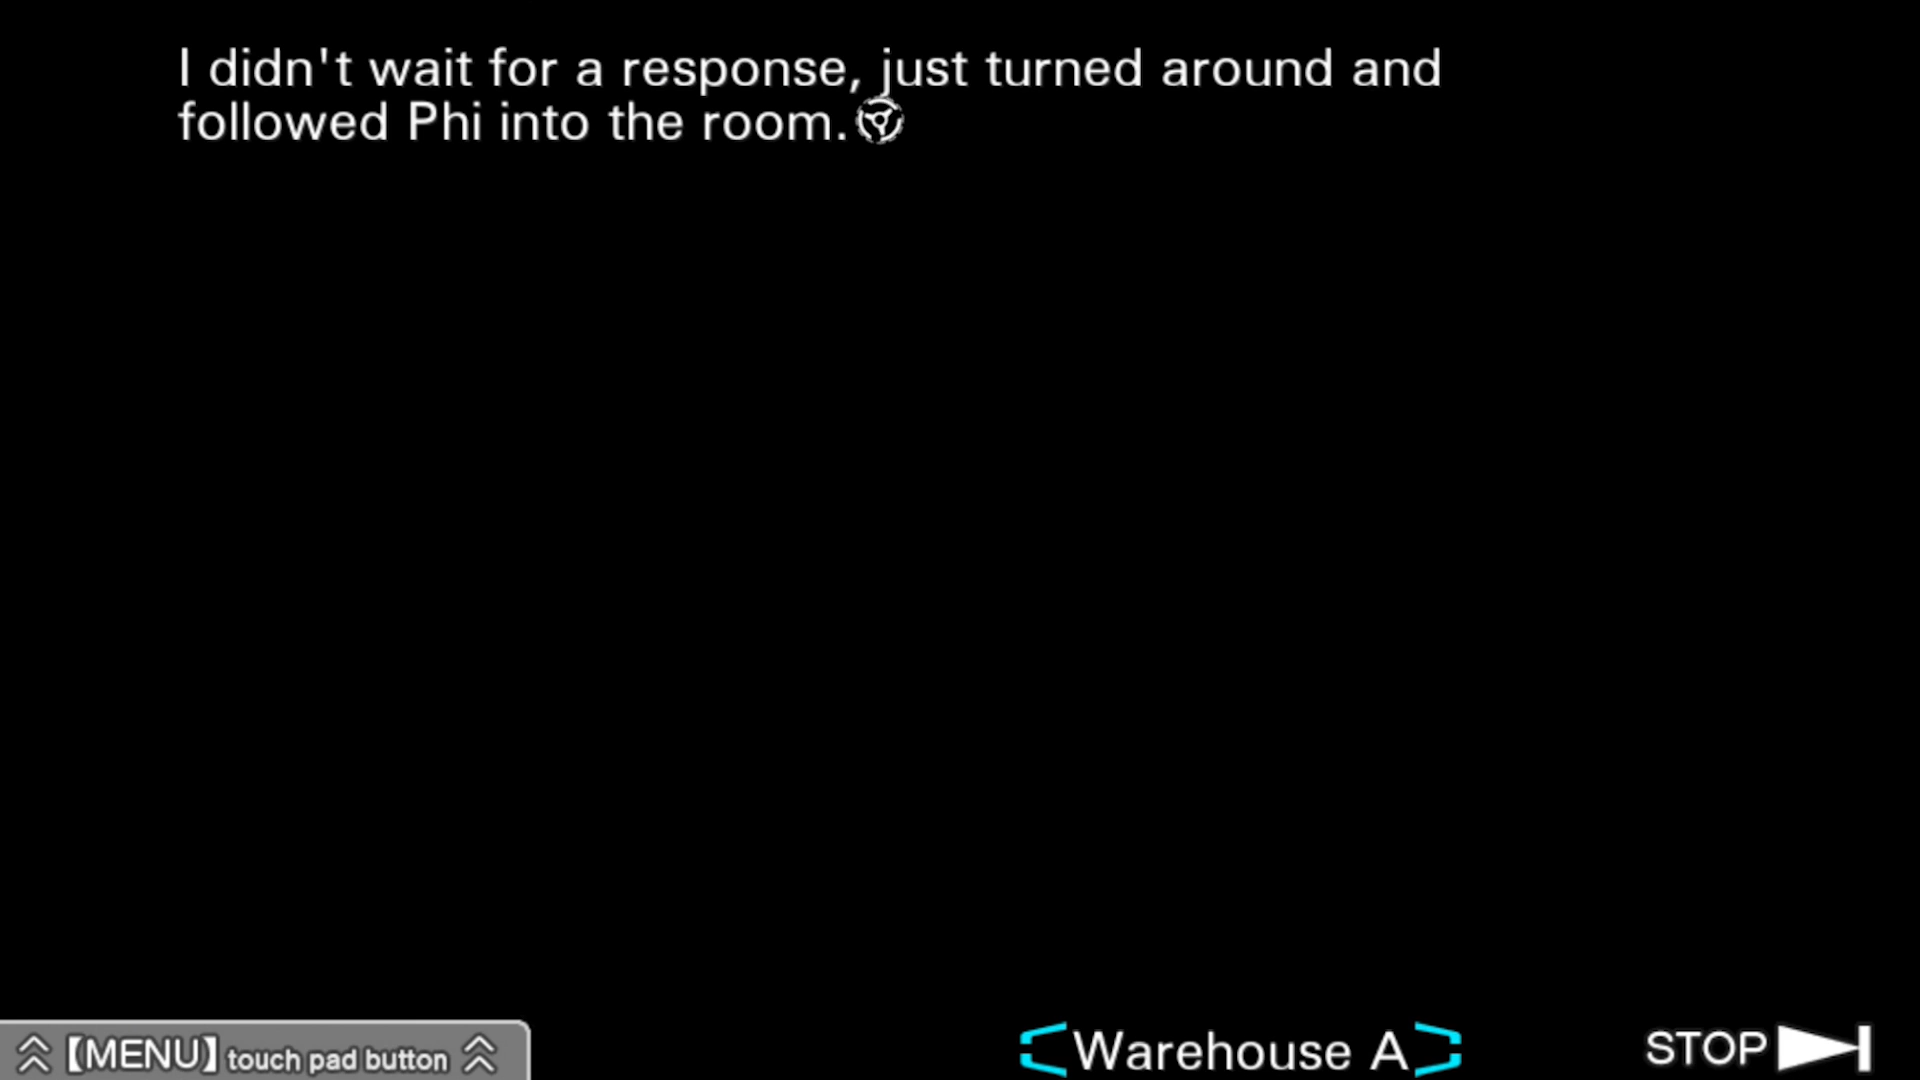 I didn't wait for a response, just turned around and
followed Phi into the room.
【MENU】 touch pad button
Warehouse A
STOP